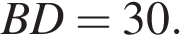 BD = 30.